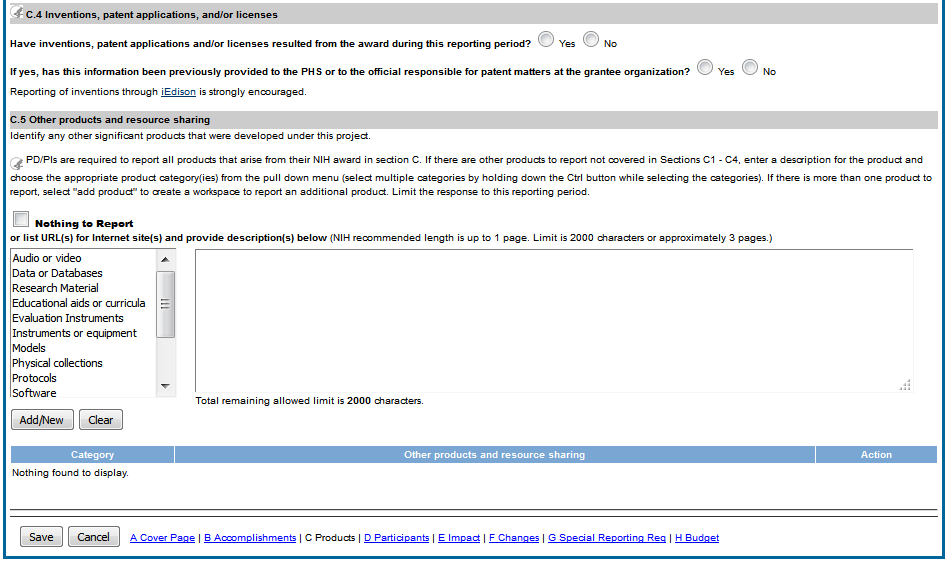 C.4 Inventions, patent applications, and/or licenses
Have inventions, patent applications and/or licenses resulted from the award during this reporting period? Yes No
If yes, has this information been previously provided to the PHS or to the official responsible for patent matters at the grantee organization? Yes No
Reporting of inventions through iEdison is strongly encouraged.
C.5 Other products and resource sharing
Identify any other significant products that were developed under this project.
PD/PIs are required to report all products that arise from their NIH award in section C. If there are other products to report not covered in Sections C1 - C4, enter a description for the product and
choose the appropriate product category(ies) from the pull down menu (select multiple categories by holding down the Ctrl button while selecting the categories). If there is more than one product to
report, select "add product" to create a workspace to report an additional product. Limit the response to this reporting period.
Nothing to Report
or list URL(s) for Internet site(s) and provide description(s) below (NIH recommended length is up to 1 page. Limit is 2000 characters or approximately 3 pages.)
Audio or video
Data or Databases
Research Material
Educational aids or curricula
Evaluation Instruments
Instruments or equipment
Models
Physical collections
Protocols
Software
Total remaining allowed limit is 2000 characters.
Add/New Clear
Category Other products and resource sharing Action
Nothing found to display.
Save Cancel A Cover Page | B Accomplishments | C Products | D Participants | E Impact | F Changes | G Special Reporting Req | H Budget